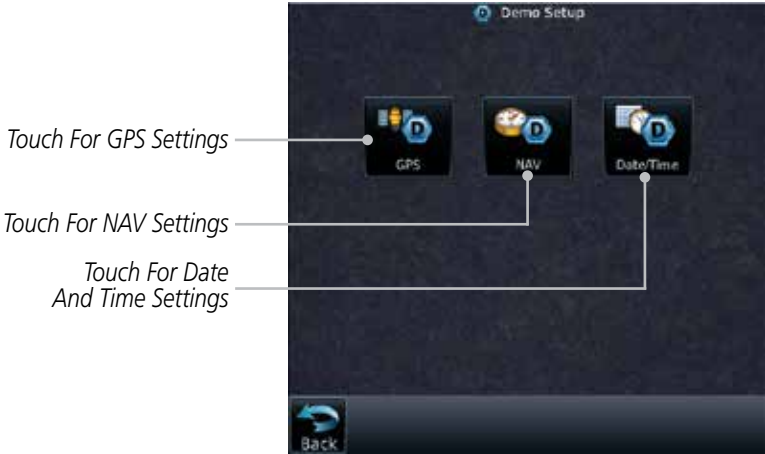 Demo Setup
Touch For GPS Settings
D
GPS
D
NAV
D
Date/Time
Touch For NAV Settings
Touch For Date
And Time Settings
Back